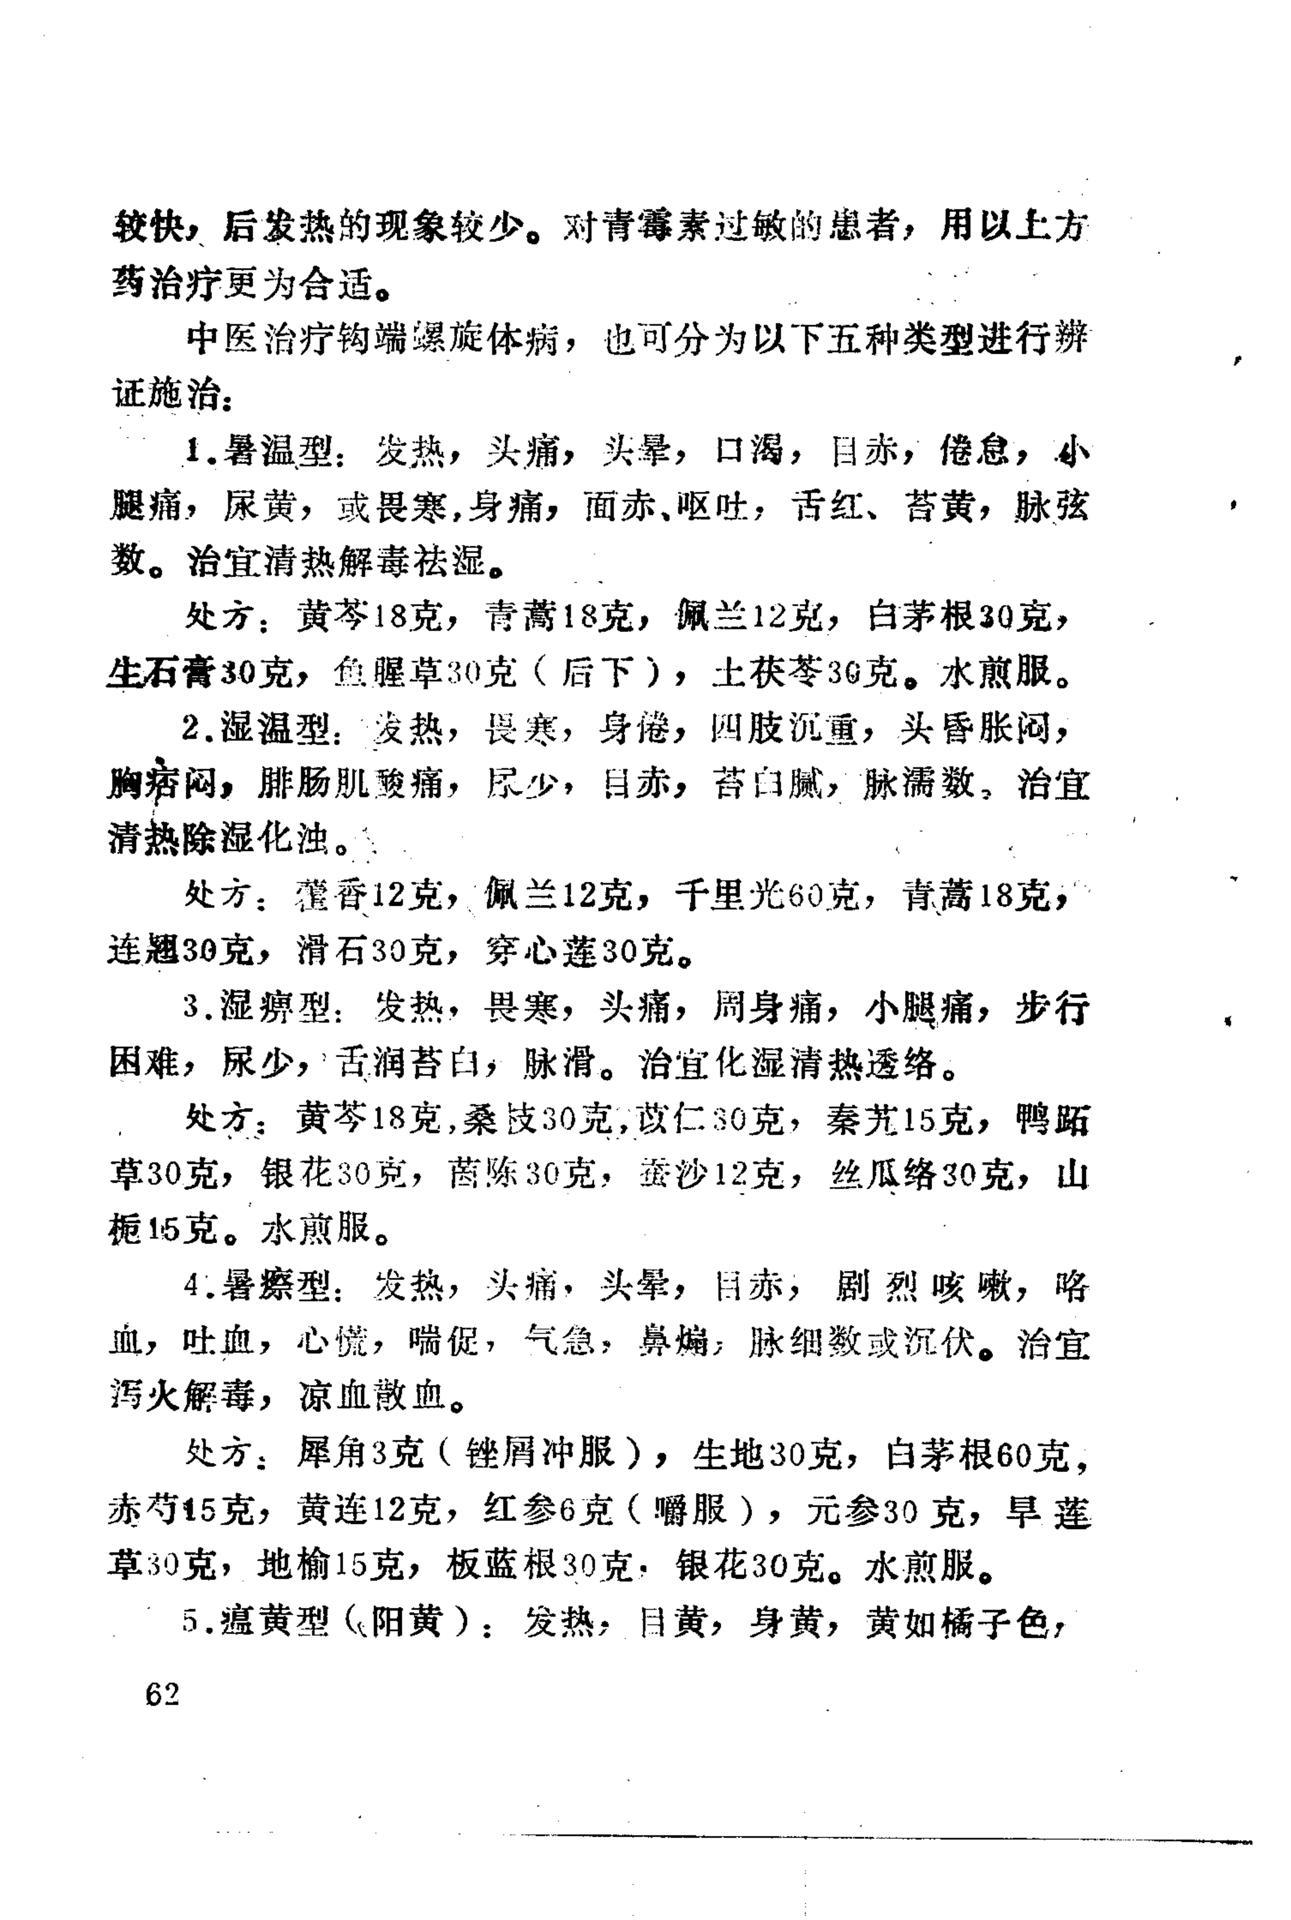 较快，后发热的现象较少。对青霉素过敏的患者，用以上方
药治疗更为合适。
中医治疗钩端螺旋体病，也可分为以下五种类型进行辨
证施治：
1.暑温型：发热，头痛，头晕，口渴，目赤，倦怠，小
腿痛，尿黄，或畏寒,身痛，面赤、呕吐，舌红、苔黄，脉弦
数。治宜清热解毒祛湿。
处方：黄芩18克，青蒿18克，佩兰12克，白茅根30克，
生石膏30克，鱼腥草30克（后下），土茯苓30克。水煎服。
2.湿温型：发热，畏寒，身倦，四肢沉重，头昏胀闷，
胸痞闷，腓肠肌酸痛，尿少，目赤，苔白腻，脉濡数。治宜
清热除湿化浊。
处方：藿香12克，佩兰12克，千里光60克，青蒿18克，
连翘30克，滑石30克，穿心莲30克。
3.湿痹型：发热，畏寒，头痛，周身痛，小腿痛，步行
困难，尿少，舌润苔白，脉滑。治宜化湿清热透络。
处方：黄芩18克,桑枝30克,苡仁30克，秦艽15克，鸭跖
草30克，银花30克，茵陈30克，蚕沙12克，丝瓜络30克，山
栀15克。水煎服。
4.暑瘵型：发热，头痛，头晕，目赤，剧烈咳嗽，咯
血，吐血，心慌，喘促，气急，鼻煽，脉细数或沉伏。治宜
泻火解毒，凉血散血。
处方：犀角3克（锉屑冲服），生地30克，白茅根60克，
赤芍15克，黄连12克，红参6克（嚼服），元参30克，旱莲
草30克，地榆15克，板蓝根30克，银花30克。水煎服。
5.瘟黄型（阳黄）：发热，目黄，身黄，黄如橘子色，
62